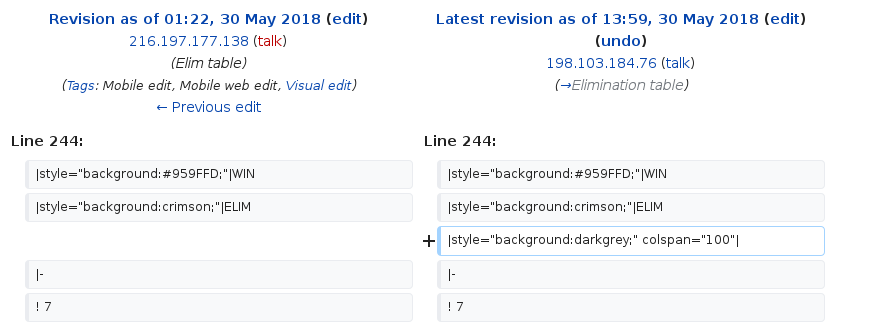 Revision as of 01:22, 30 May 2018 (edit)
216.197.177.138 (talk)
(Elim table)
(Tags: Mobile edit, Mobile web edit, Visual edit)
← Previous edit
Latest revision as of 13:59, 30 May 2018 (edit)
(undo)
198.103.184.76 (talk)
(→Elimination table)
Line 244:
Line 244:
|style="background:#959FFD;"|WIN
|style="background:#959FFD;"|WIN
|style="background:crimson;"|ELIM
|style="background:crimson;"|ELIM
+ |style="background:darkgrey;" colspan="100"|
|-
|-
! 7
! 7